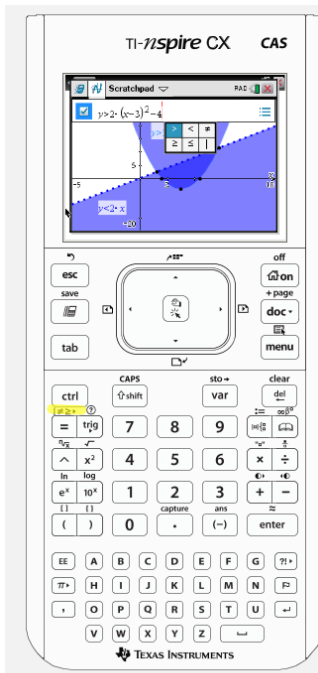 TI-nspire CX CAS
Scratchpad RAD
y>2·(x-3)²-4
y>
> < ≠
≥ ≤ |
5
-5 10
y<2·x
-20
off
esc on
save +page
doc
tab menu
CAPS sto→ clear
ctrl shift var del
≠≥▸ ? := 
= trig 7 8 9
ⁿ√x √ "≈" ÷
^ x² 4 5 6 × ÷
ln log
eˣ 10ˣ 1 2 3 + −
[ ] { } capture ans ≈
( ) 0 . (−) enter
EE A B C D E F G ?!▸
π▸ H I J K L M N
, O P Q R S T U ↵
V W X Y Z
TEXAS INSTRUMENTS